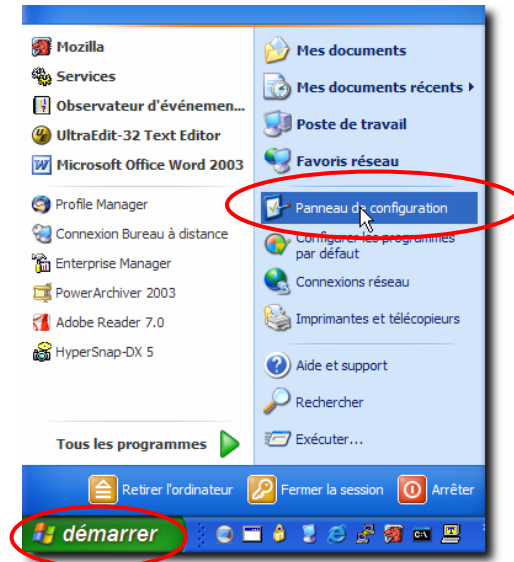 Mozilla
Services
Observateur d'événemen...
UltraEdit-32 Text Editor
Microsoft Office Word 2003
Profile Manager
Connexion Bureau à distance
Enterprise Manager
PowerArchiver 2003
Adobe Reader 7.0
HyperSnap-DX 5
Tous les programmes
Mes documents
Mes documents récents
Poste de travail
Favoris réseau
Panneau de configuration
Configurer les programmes
par défaut
Connexions réseau
Imprimantes et télécopieurs
Aide et support
Rechercher
Exécuter...
Retirer l'ordinateur
Fermer la session
Arrêter
démarrer